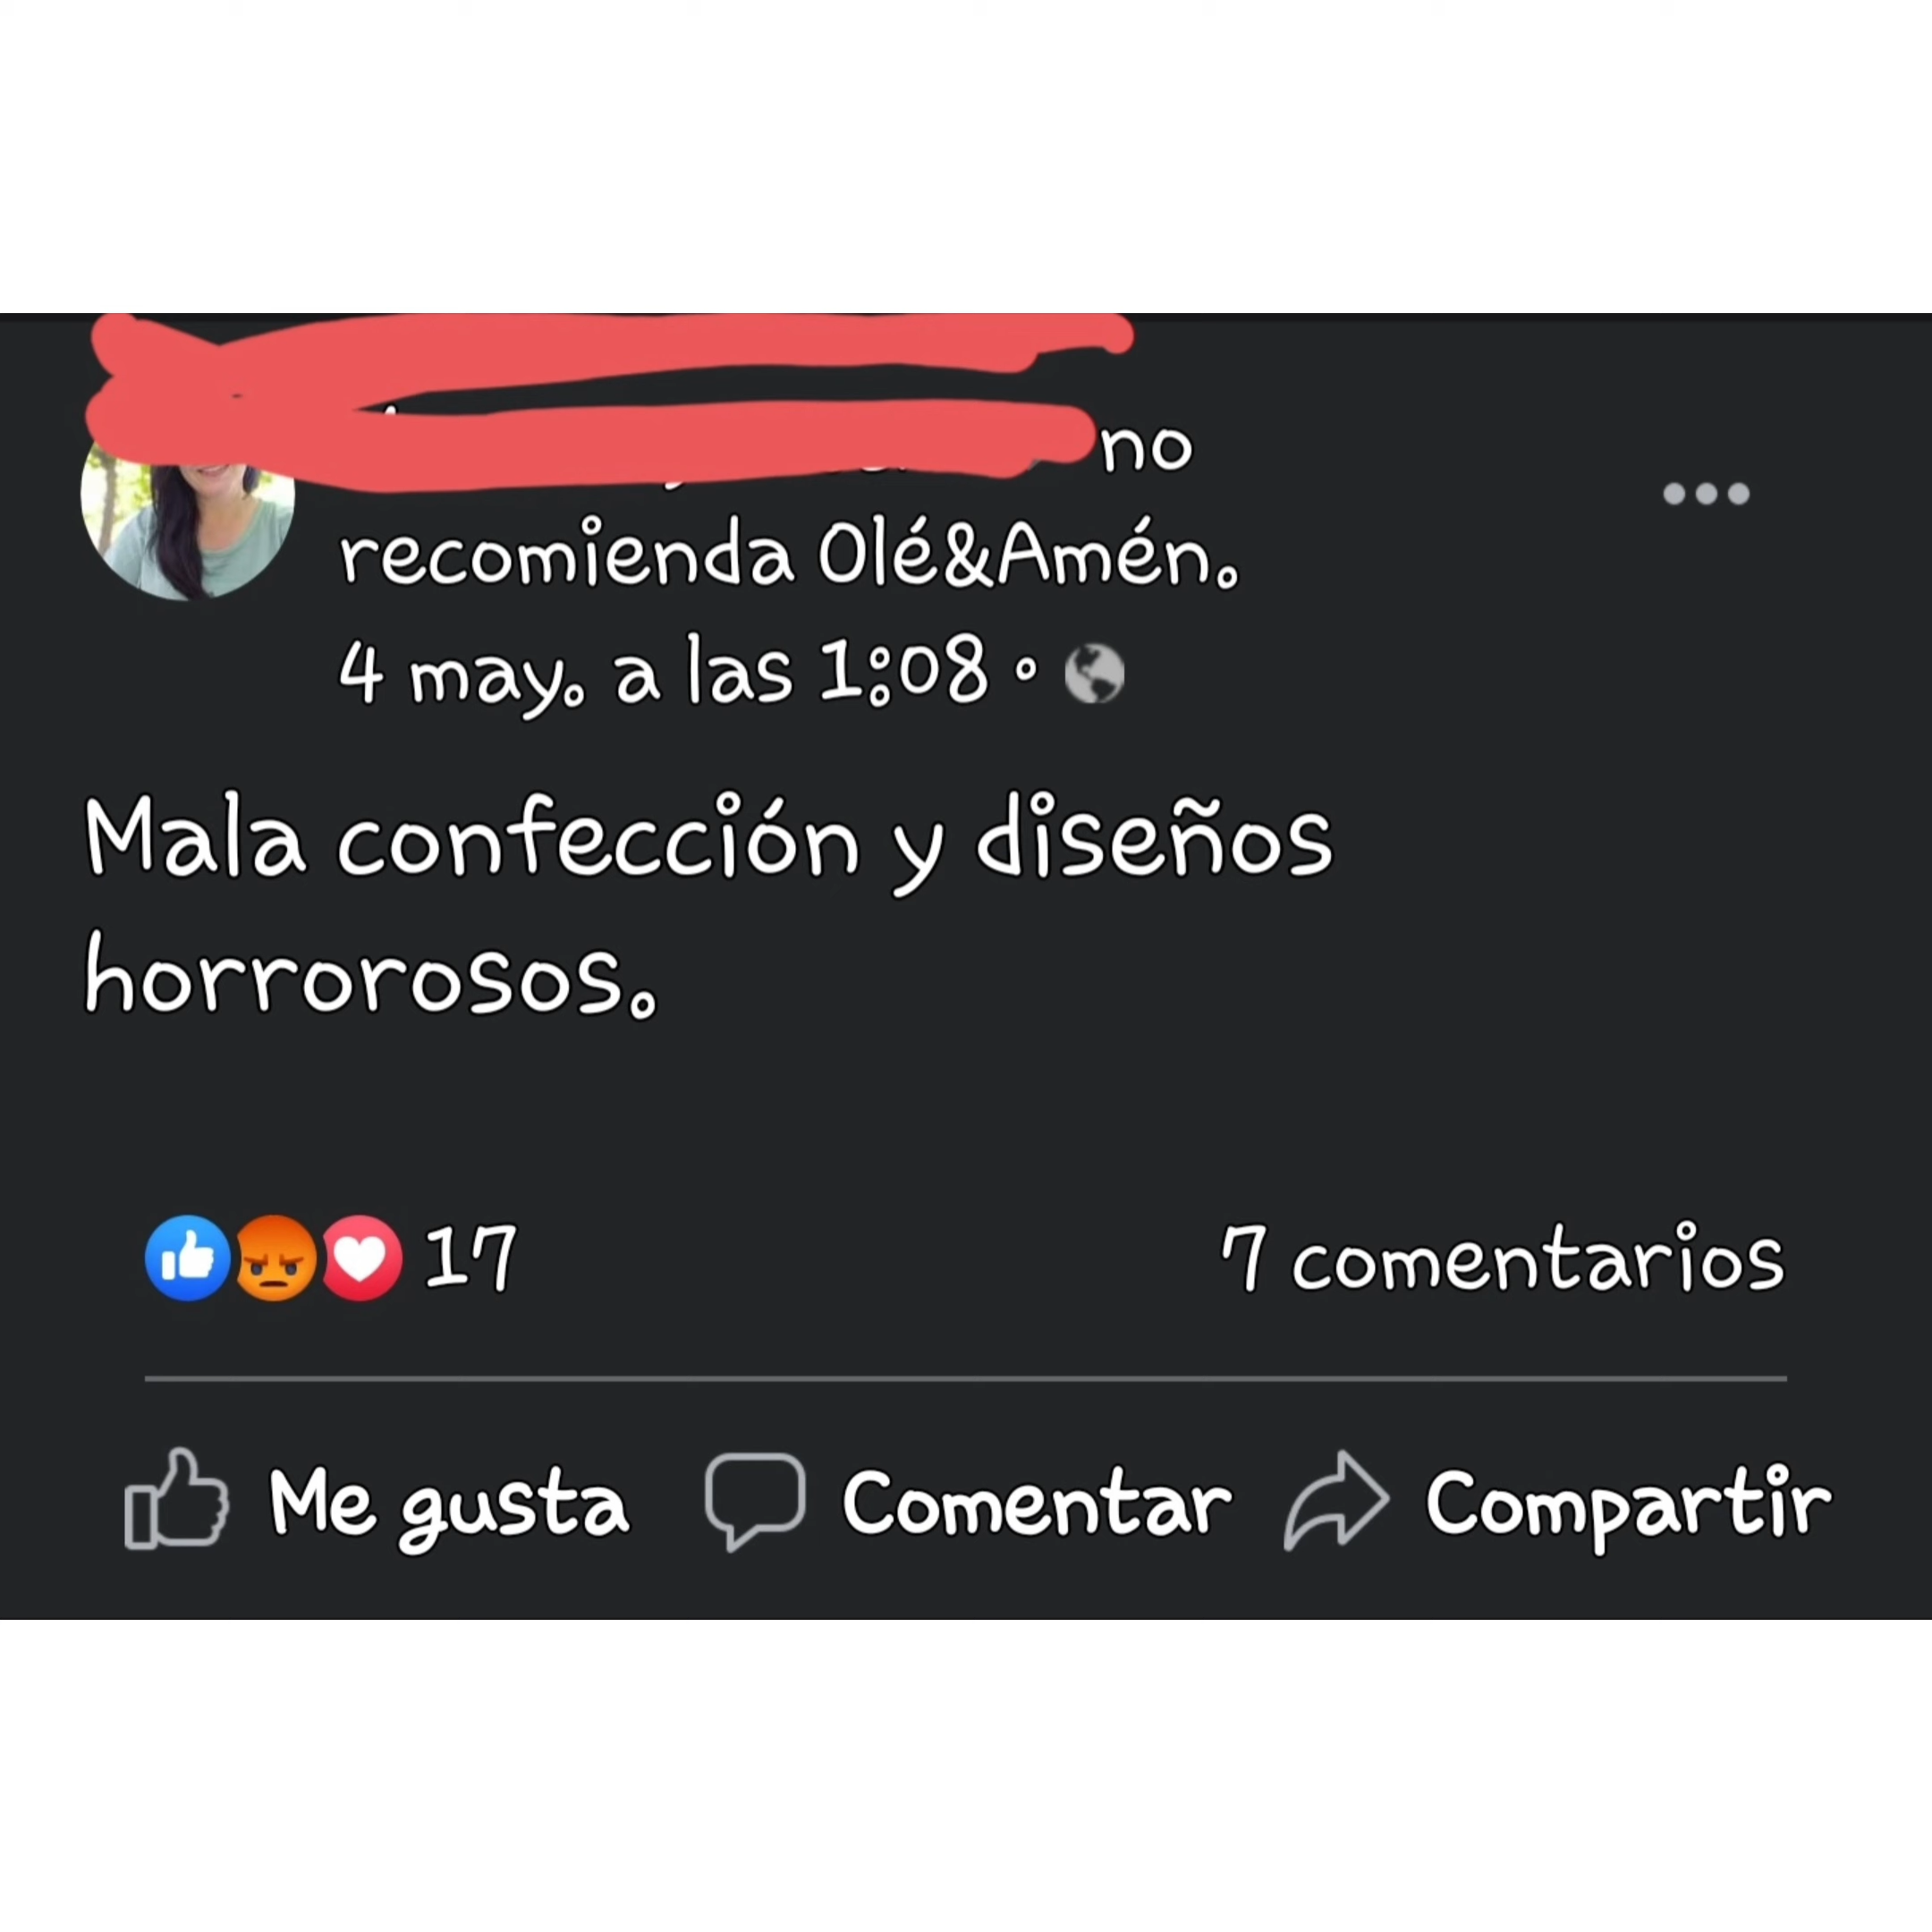 no
recomienda Olé&Amén.
4 may. a las 1:08 •
Mala confección y diseños
horrorosos.
17 7 comentarios
Me gusta Comentar Compartir